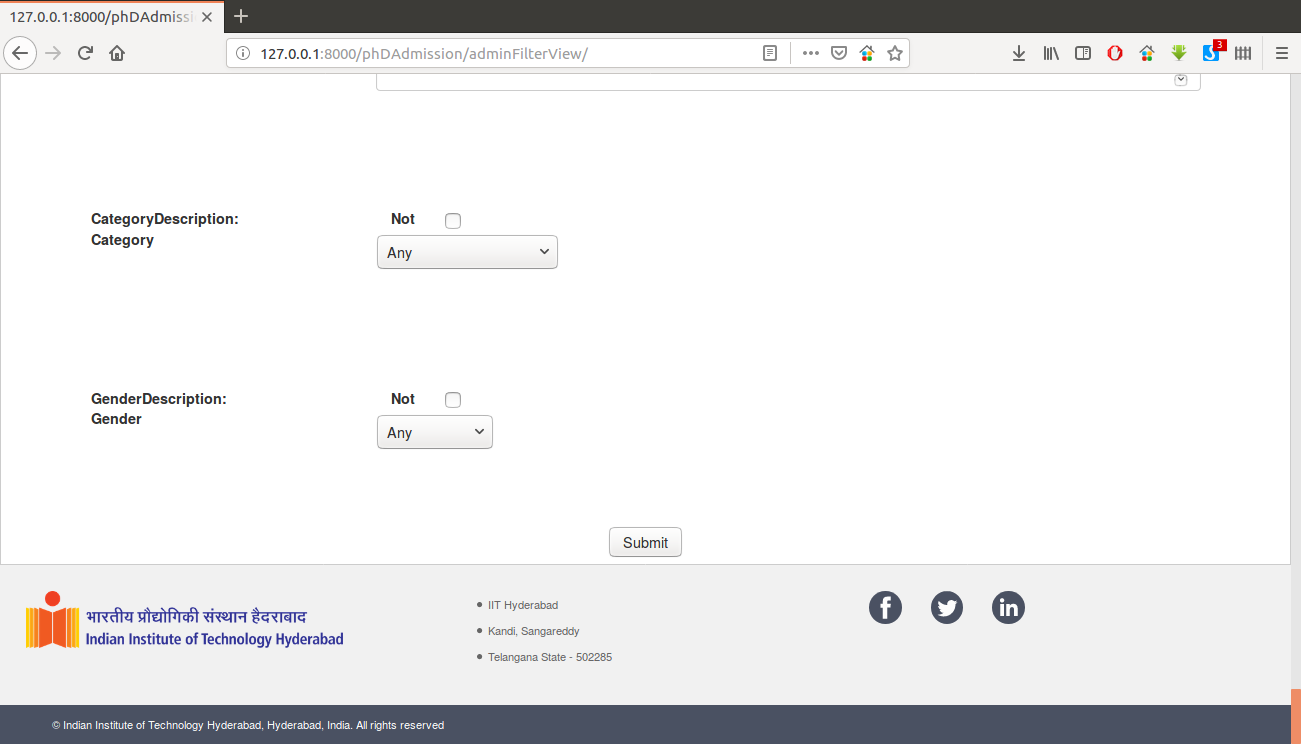 127.0.0.1:8000/phDAdmissi
127.0.0.1:8000/phDAdmission/adminFilterView/
3
CategoryDescription:
Category
Not
Any
GenderDescription:
Gender
Not
Any
Submit
भारतीय प्रौद्योगिकी संस्थान हैदराबाद
Indian Institute of Technology Hyderabad
IIT Hyderabad
Kandi, Sangareddy
Telangana State - 502285
© Indian Institute of Technology Hyderabad, Hyderabad, India. All rights reserved